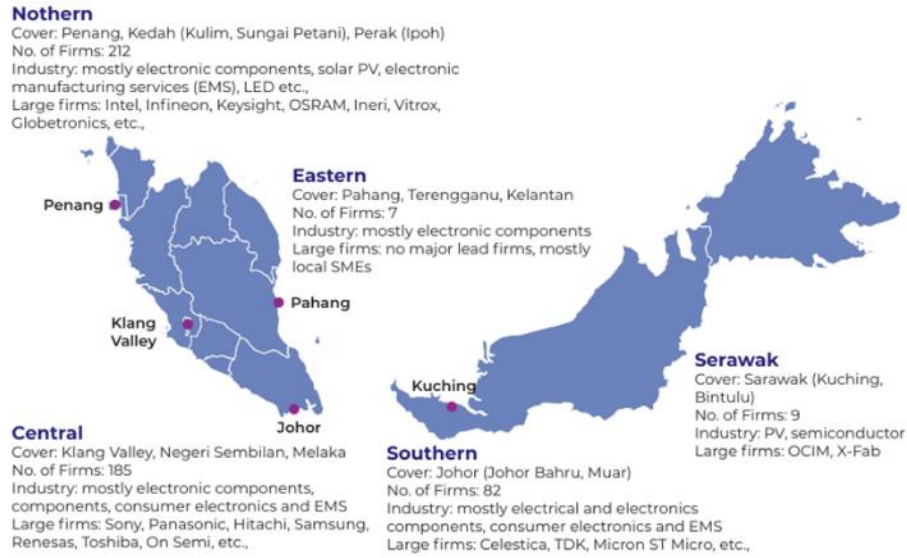 Nothern
Cover: Penang, Kedah (Kulim, Sungai Petani), Perak (Ipoh)
No. of Firms: 212
Industry: mostly electronic components, solar PV, electronic
manufacturing services (EMS), LED etc.,
Large firms: Intel, Infineon, Keysight, OSRAM, Ineri, Vitrox,
Globetronics, etc.,
Eastern
Cover: Pahang, Terengganu, Kelantan
No. of Firms: 7
Industry: mostly electronic components
Large firms: no major lead firms, mostly
local SMEs
Penang
Pahang
Klang
Valley
Johor
Kuching
Serawak
Cover: Sarawak (Kuching,
Bintulu)
No. of Firms: 9
Industry: PV, semiconductor
Large firms: OCIM, X-Fab
Central
Cover: Klang Valley, Negeri Sembilan, Melaka
No. of Firms: 185
Industry: mostly electronic components,
components, consumer electronics and EMS
Large firms: Sony, Panasonic, Hitachi, Samsung,
Renesas, Toshiba, On Semi, etc.,
Southern
Cover: Johor (Johor Bahru, Muar)
No. of Firms: 82
Industry: mostly electrical and electronics
components, consumer electronics and EMS
Large firms: Celestica, TDK, Micron ST Micro, etc.,